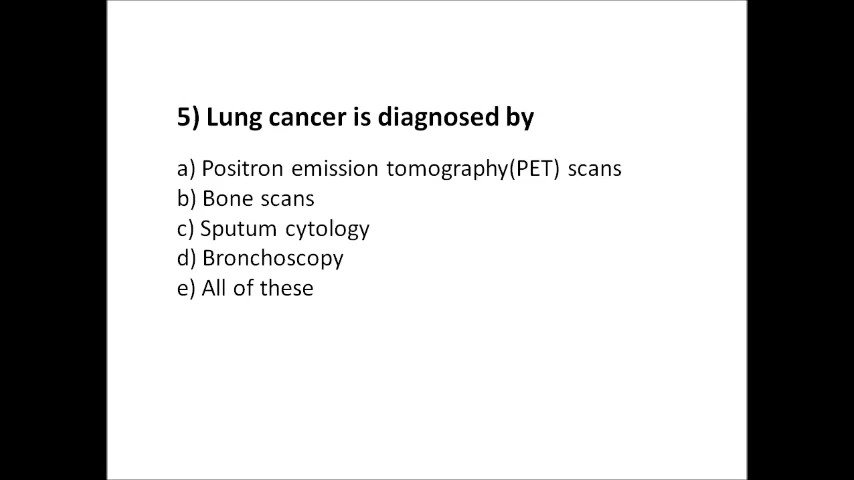 5) Lung cancer is diagnosed by
a) Positron emission tomography(PET) scans
b) Bone scans
c) Sputum cytology
d) Bronchoscopy
e) All of these